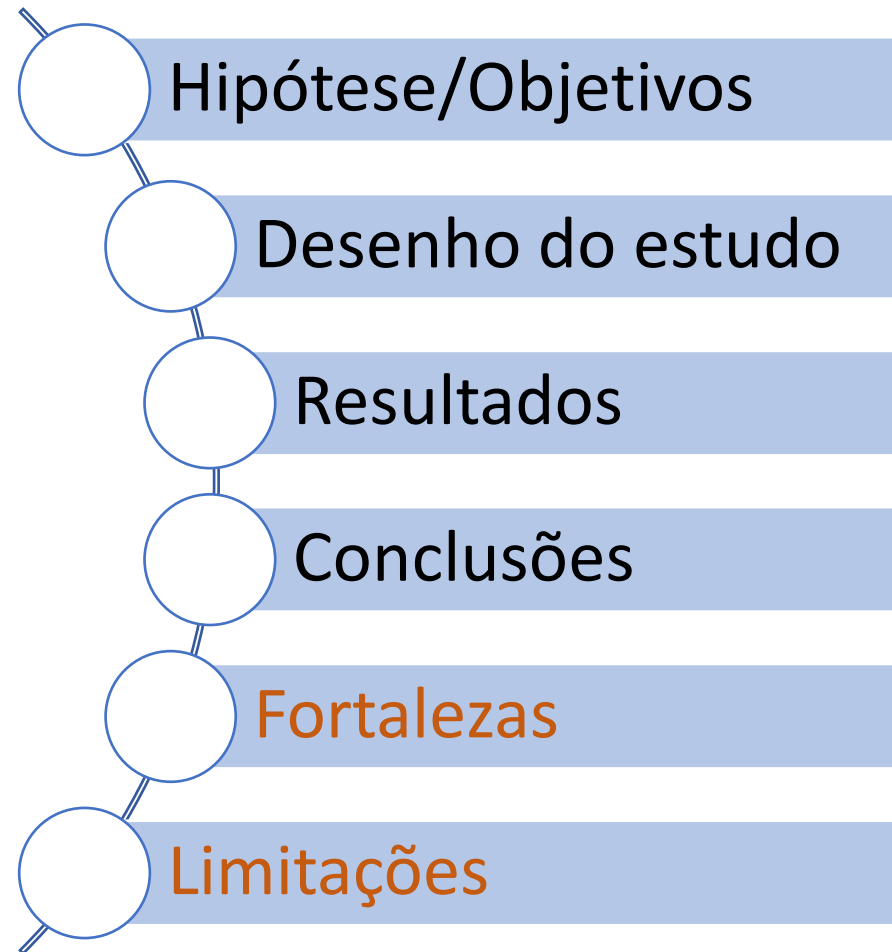 Hipótese/Objetivos
Desenho do estudo
Resultados
Conclusões
Fortalezas
Limitações